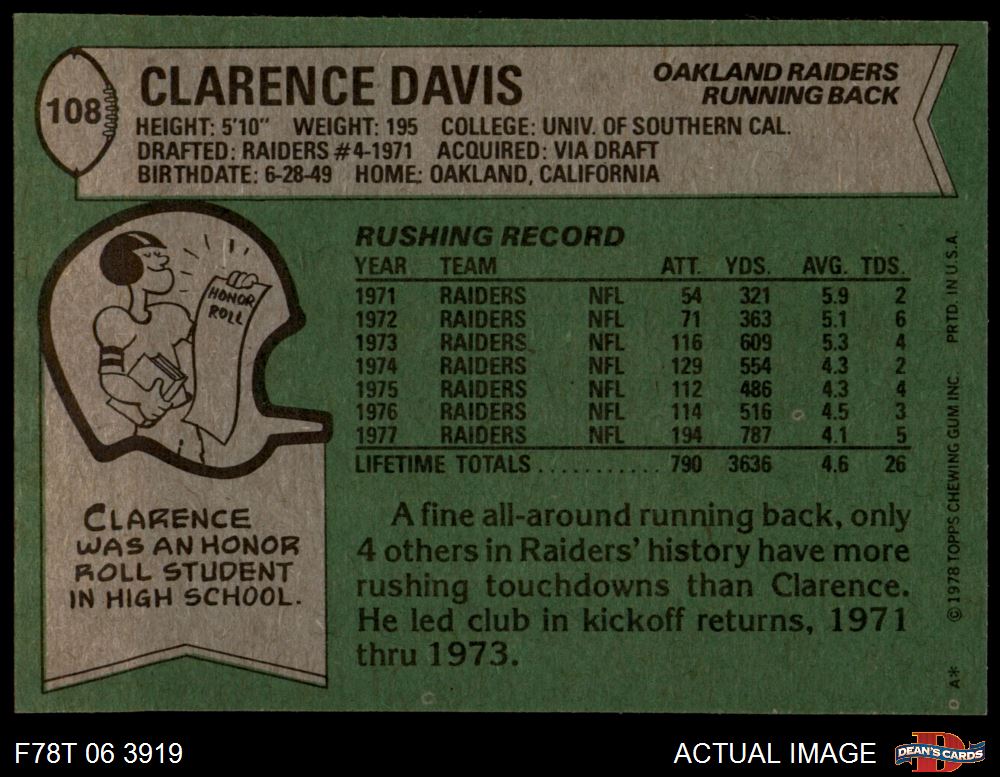 108
CLARENCE DAVIS
OAKLAND RAIDERS
RUNNING BACK
HEIGHT: 5'10" WEIGHT: 195 COLLEGE: UNIV. OF SOUTHERN CAL.
DRAFTED: RAIDERS #4-1971 ACQUIRED: VIA DRAFT
BIRTHDATE: 6-28-49 HOME: OAKLAND, CALIFORNIA
HONOR
ROLL
CLARENCE
WAS AN HONOR
ROLL STUDENT
IN HIGH SCHOOL.
RUSHING RECORD
YEAR TEAM ATT. YDS. AVG. TDS.
1971 RAIDERS NFL 54 321 5.9 2
1972 RAIDERS NFL 71 363 5.1 6
1973 RAIDERS NFL 116 609 5.3 4
1974 RAIDERS NFL 129 554 4.3 2
1975 RAIDERS NFL 112 486 4.3 4
1976 RAIDERS NFL 114 516 4.5 3
1977 RAIDERS NFL 194 787 4.1 5
LIFETIME TOTALS............ 790 3636 4.6 26
A fine all-around running back, only
4 others in Raiders' history have more
rushing touchdowns than Clarence.
He led club in kickoff returns, 1971
thru 1973.
© 1978 TOPPS CHEWING GUM INC. PRTD. IN U.S.A.
A*
F78T 06 3919
ACTUAL IMAGE
D
DEAN'S CARDS